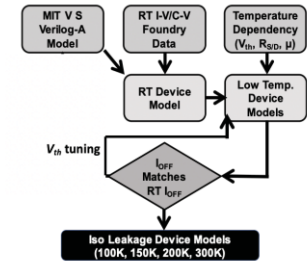 MIT V S
Verilog-A
Model
RT I-V/C-V
Foundry
Data
Temperature
Dependency
(Vth, RS/D, μ)
RT Device
Model
Low Temp.
Device
Models
Vth tuning
IOFF
Matches
RT IOFF
Iso Leakage Device Models
(100K, 150K, 200K, 300K)